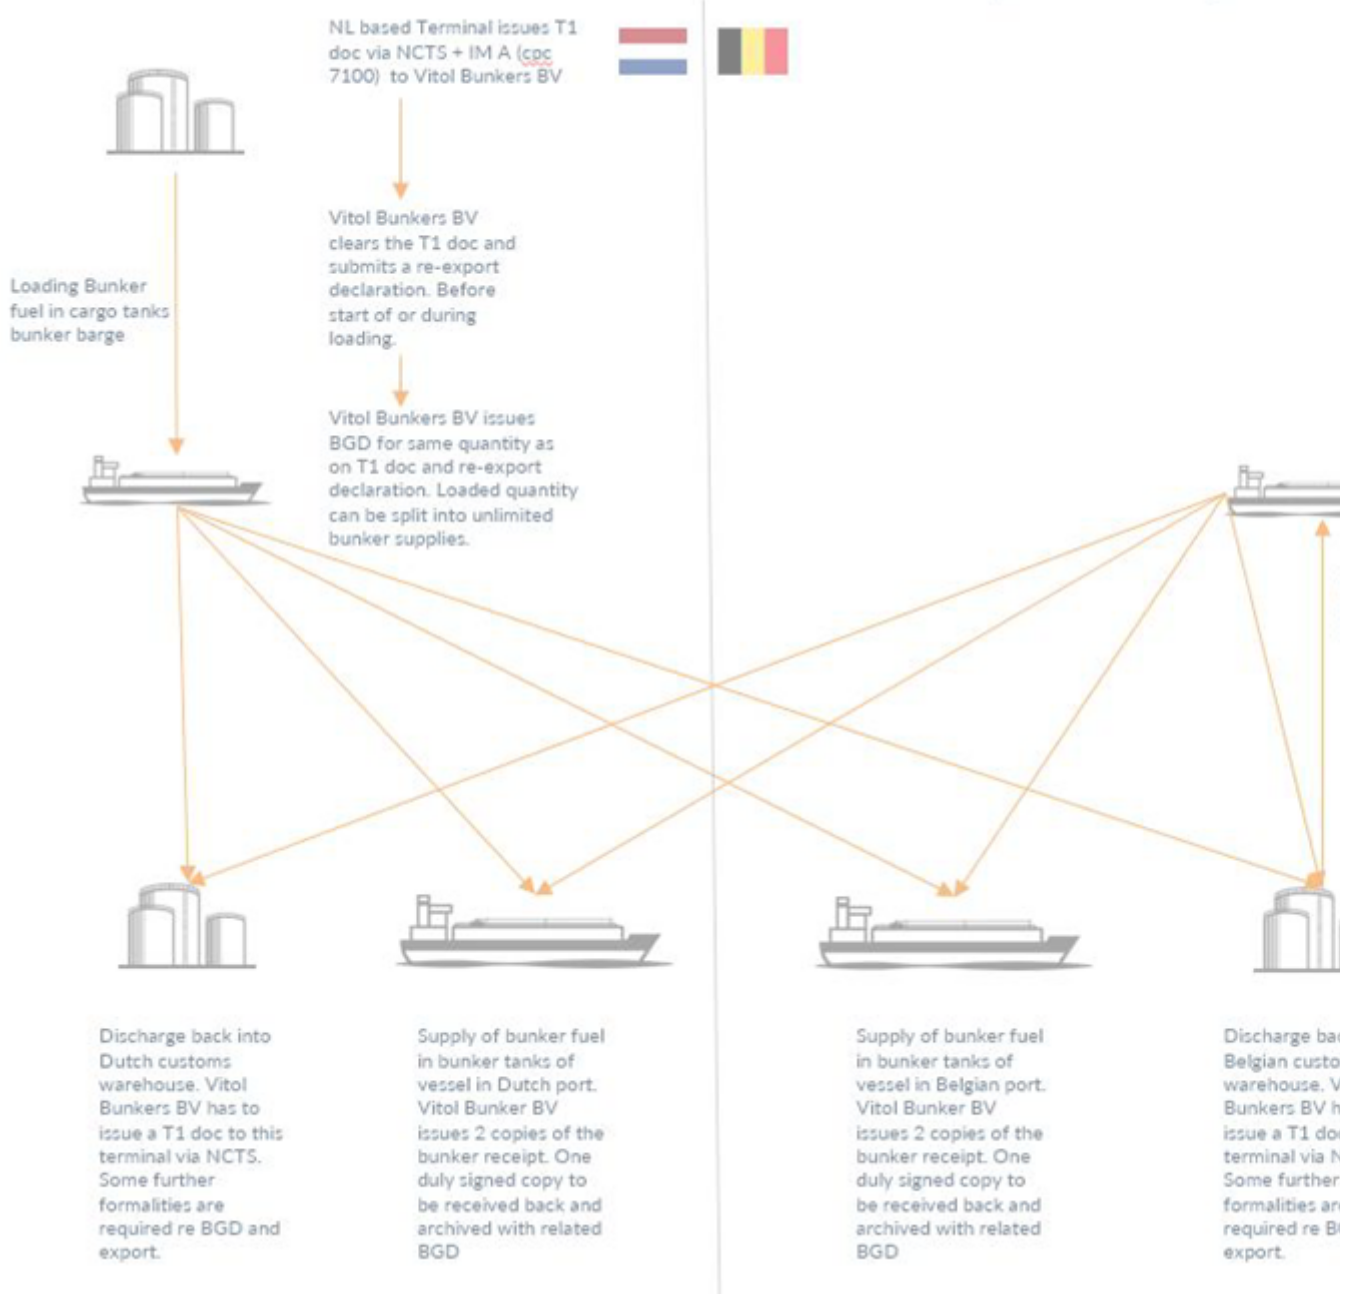 NL based Terminal issues T1
doc via NCTS + IM A (cpc
7100) to Vitol Bunkers BV
Vitol Bunkers BV
clears the T1 doc and
submits a re-export
declaration. Before
start of or during
loading.
Loading Bunker
fuel in cargo tanks
bunker barge
Vitol Bunkers BV issues
BGD for same quantity as
on T1 doc and re-export
declaration. Loaded quantity
can be split into unlimited
bunker supplies.
Discharge back into
Dutch customs
warehouse. Vitol
Bunkers BV has to
issue a T1 doc to this
terminal via NCTS.
Some further
formalities are
required re BGD and
export.
Supply of bunker fuel
in bunker tanks of
vessel in Dutch port.
Vitol Bunker BV
issues 2 copies of the
bunker receipt. One
duly signed copy to
be received back and
archived with related
BGD
Supply of bunker fuel
in bunker tanks of
vessel in Belgian port.
Vitol Bunker BV
issues 2 copies of the
bunker receipt. One
duly signed copy to
be received back and
archived with related
BGD
Discharge
Belgian
warehouse.
Bunkers BV
issue a T1
terminal via
Some further
formalities
required re
export.